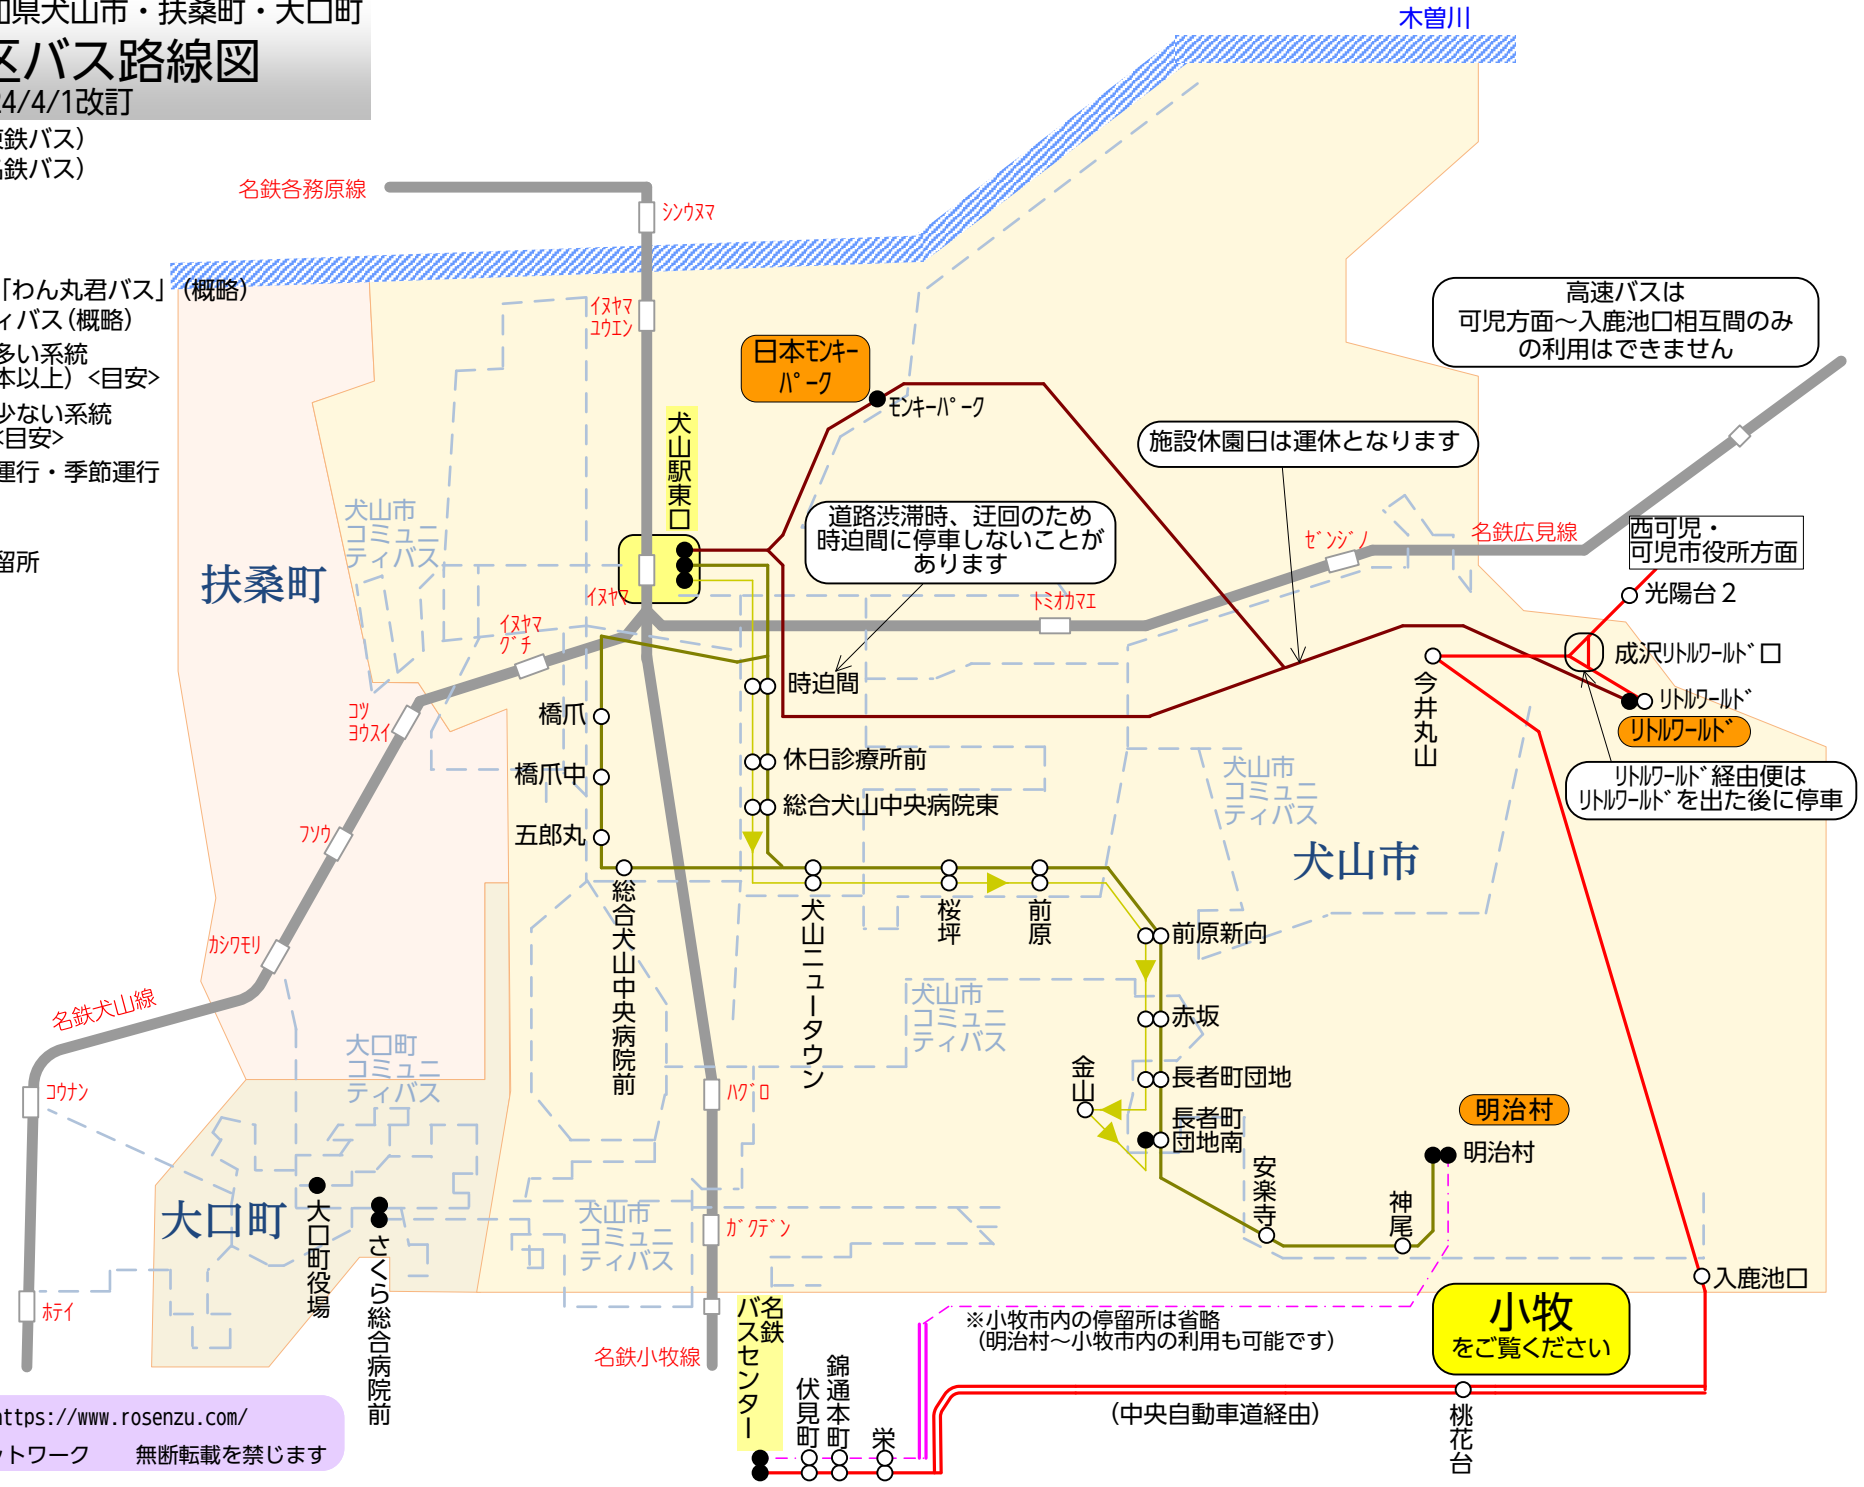 県犬山市・扶桑町・大口町
区バス路線図
24/4/1改訂
鉄バス）
鉄バス）
「わん丸君バス」（概略）
ィバス（概略）
多い系統
本以上）<目安>
少ない系統
<目安>
運行・季節運行
留所
木曽川
名鉄各務原線
ｼﾝｳﾇﾏ
ｲﾇﾔﾏ
ﾕｳｴﾝ
日本ﾓﾝｷｰ
ﾊﾟｰｸ
ﾓﾝｷｰﾊﾟｰｸ
高速バスは
可児方面～入鹿池口相互間のみ
の利用はできません
施設休園日は運休となります
犬山駅東口
道路渋滞時、迂回のため
時迫間に停車しないことが
あります
犬山市
コミュニ
ティバス
扶桑町
ｲﾇﾔﾏ
ｲﾇﾔﾏ
ｸﾞﾁ
ﾄﾐｵｶﾏｴ
ｾﾞﾝｼﾞﾉ
名鉄広見線
西可児・
可児市役所方面
光陽台２
成沢ﾘﾄﾙﾜｰﾙﾄﾞ口
ﾘﾄﾙﾜｰﾙﾄﾞ
ﾘﾄﾙﾜｰﾙﾄﾞ
ﾘﾄﾙﾜｰﾙﾄﾞ経由便は
ﾘﾄﾙﾜｰﾙﾄﾞを出た後に停車
今井丸山
時迫間
橋爪
橋爪中
五郎丸
休日診療所前
総合犬山中央病院東
ｺﾂ
ﾖｳｽｲ
ﾌｿｳ
ｶｼﾜﾓﾘ
名鉄犬山線
ｺｳﾅﾝ
ﾎﾃｲ
犬山市
コミュニ
ティバス
犬山市
総合犬山中央病院前
犬山ニュータウン
桜坪
前原
前原新向
赤坂
長者町団地
長者町
団地南
金山
犬山市
コミュニ
ティバス
大口町
コミュニ
ティバス
ﾊｸﾞﾛ
ｶﾞｸﾃﾞﾝ
大口町
大口町役場
さくら総合病院前
犬山市
コミュニ
ティバス
安楽寺
神尾
明治村
明治村
入鹿池口
小牧
をご覧ください
※小牧市内の停留所は省略
（明治村～小牧市内の利用も可能です）
名鉄小牧線
名鉄
バスセンター
伏見町
錦通本町
栄
（中央自動車道経由）
桃花台
https://www.rosenzu.com/
ットワーク　　無断転載を禁じます